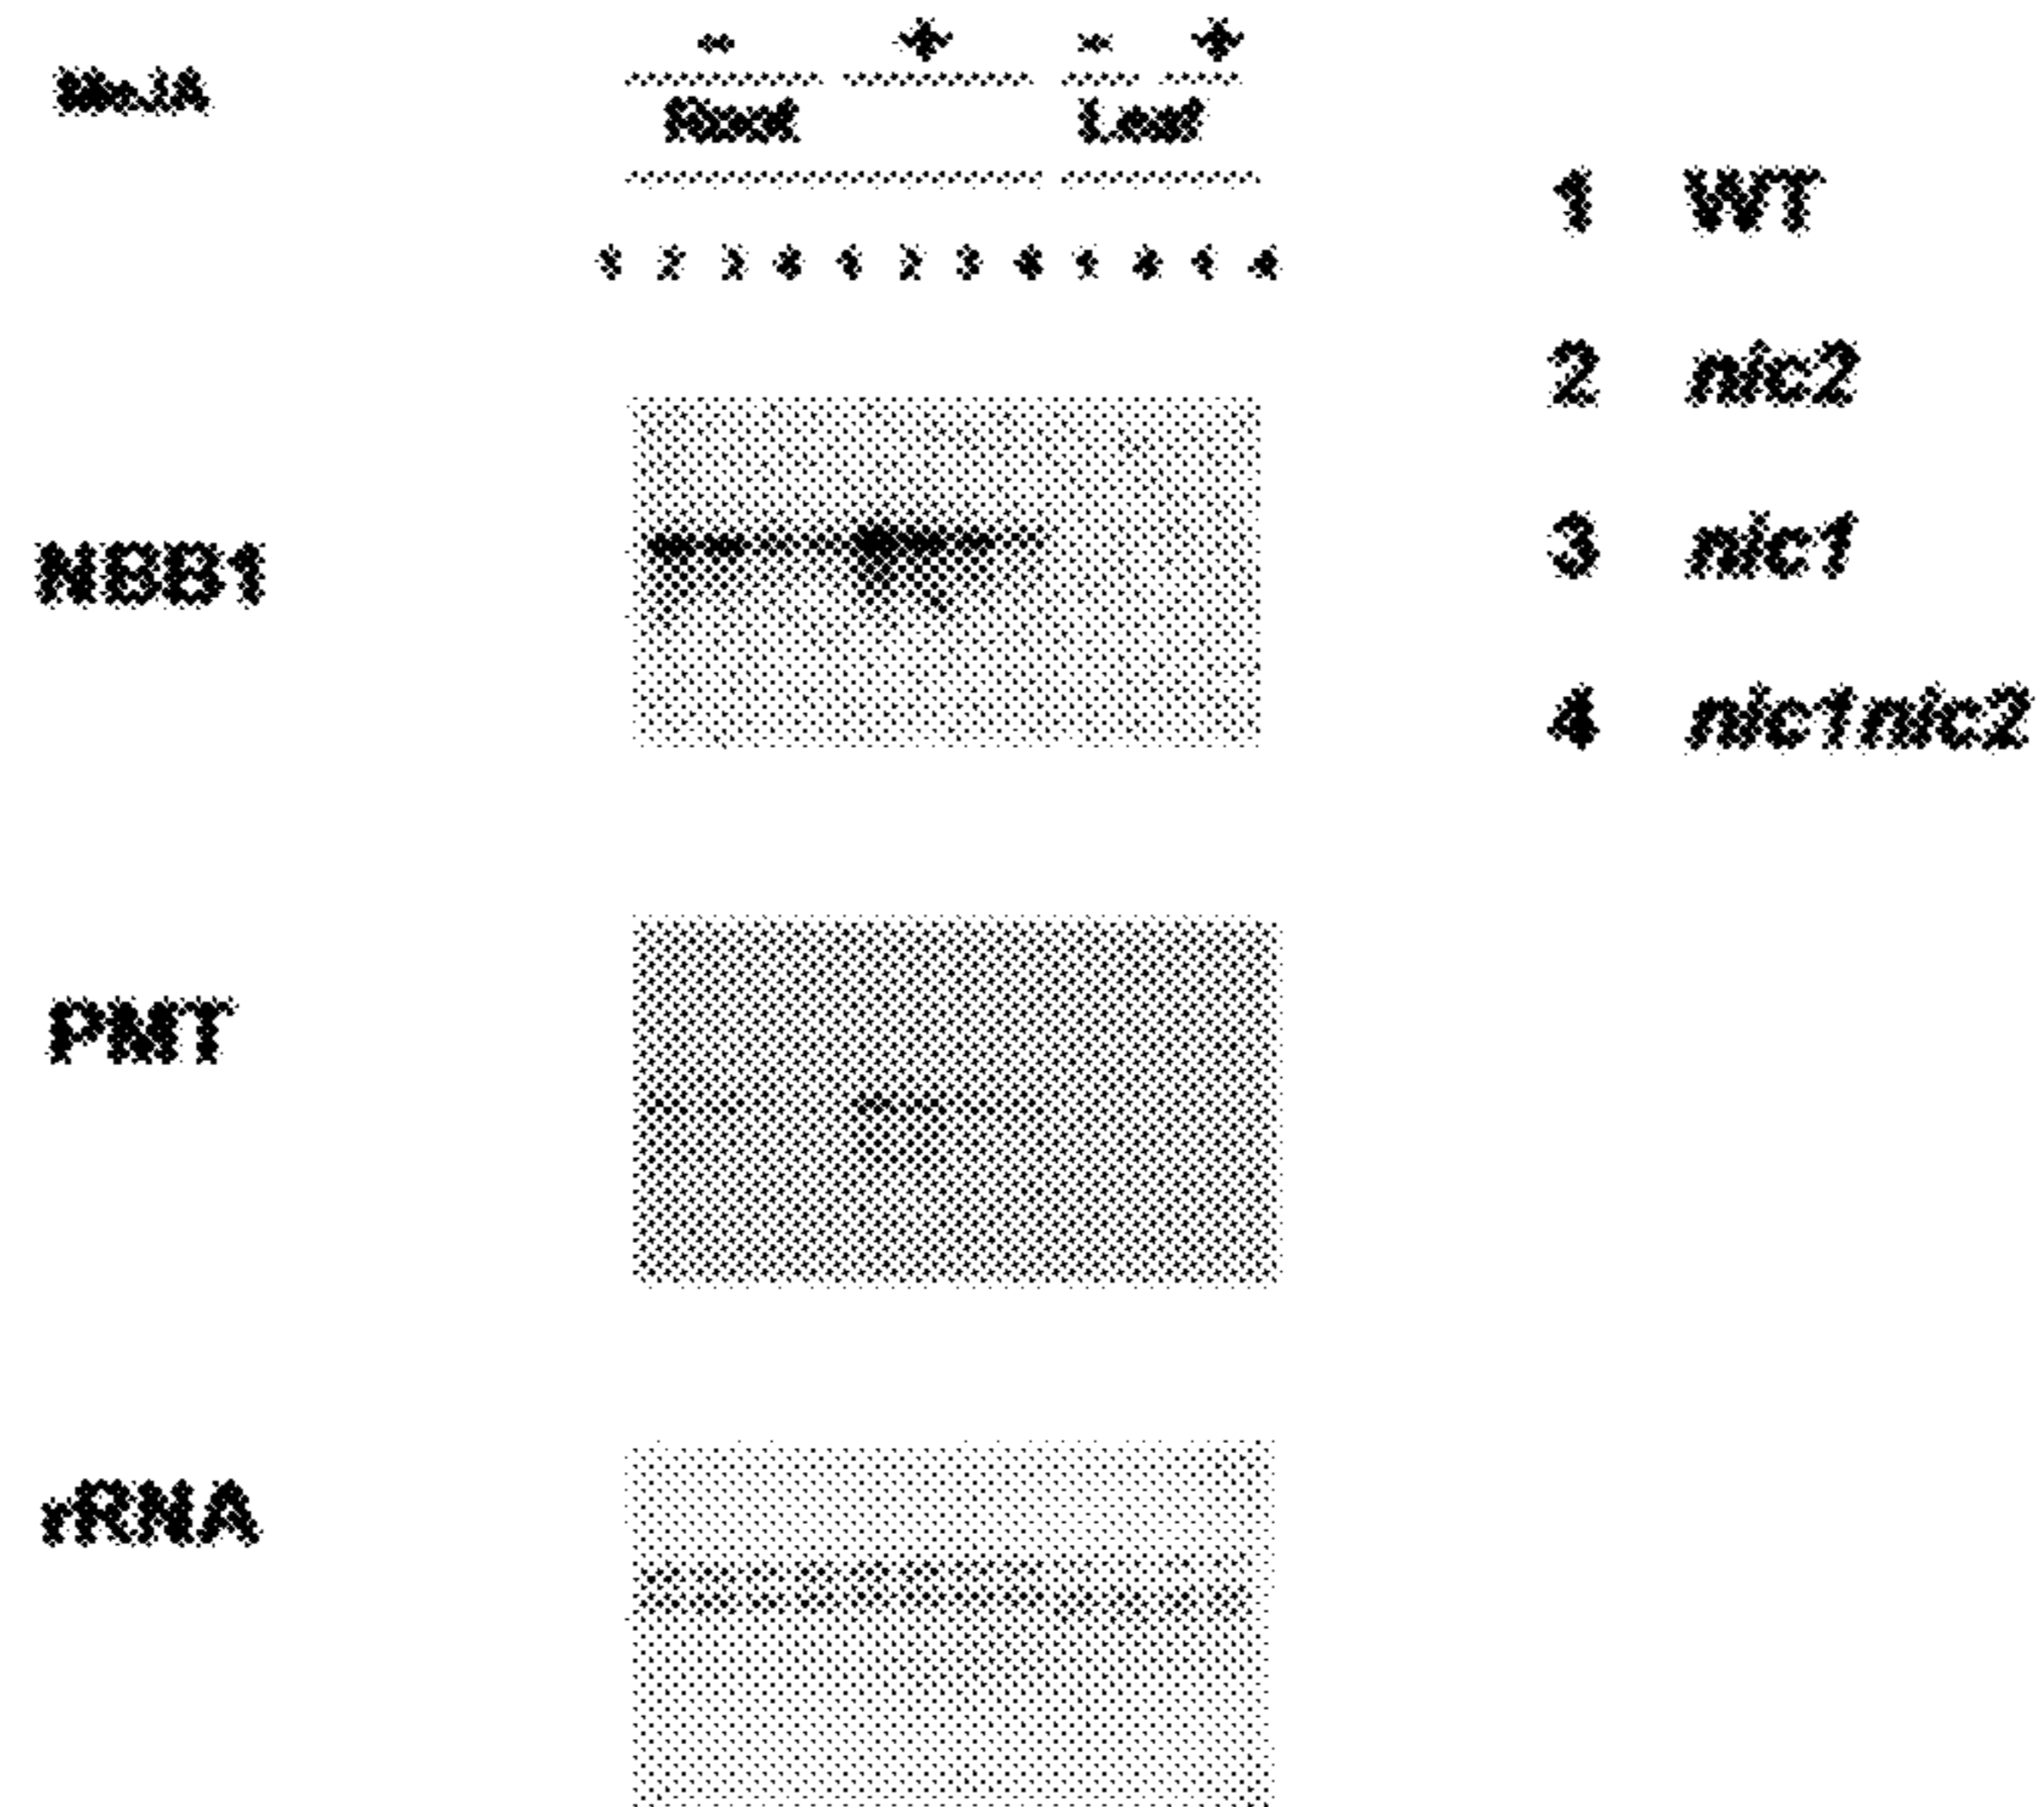 - + - +
Root Leaf
1 2 3 4 1 2 3 4 1 4 1 4
1 WT
2 nic2
3 nic1
4 nic1nic2
NBB1
PMT
rRNA